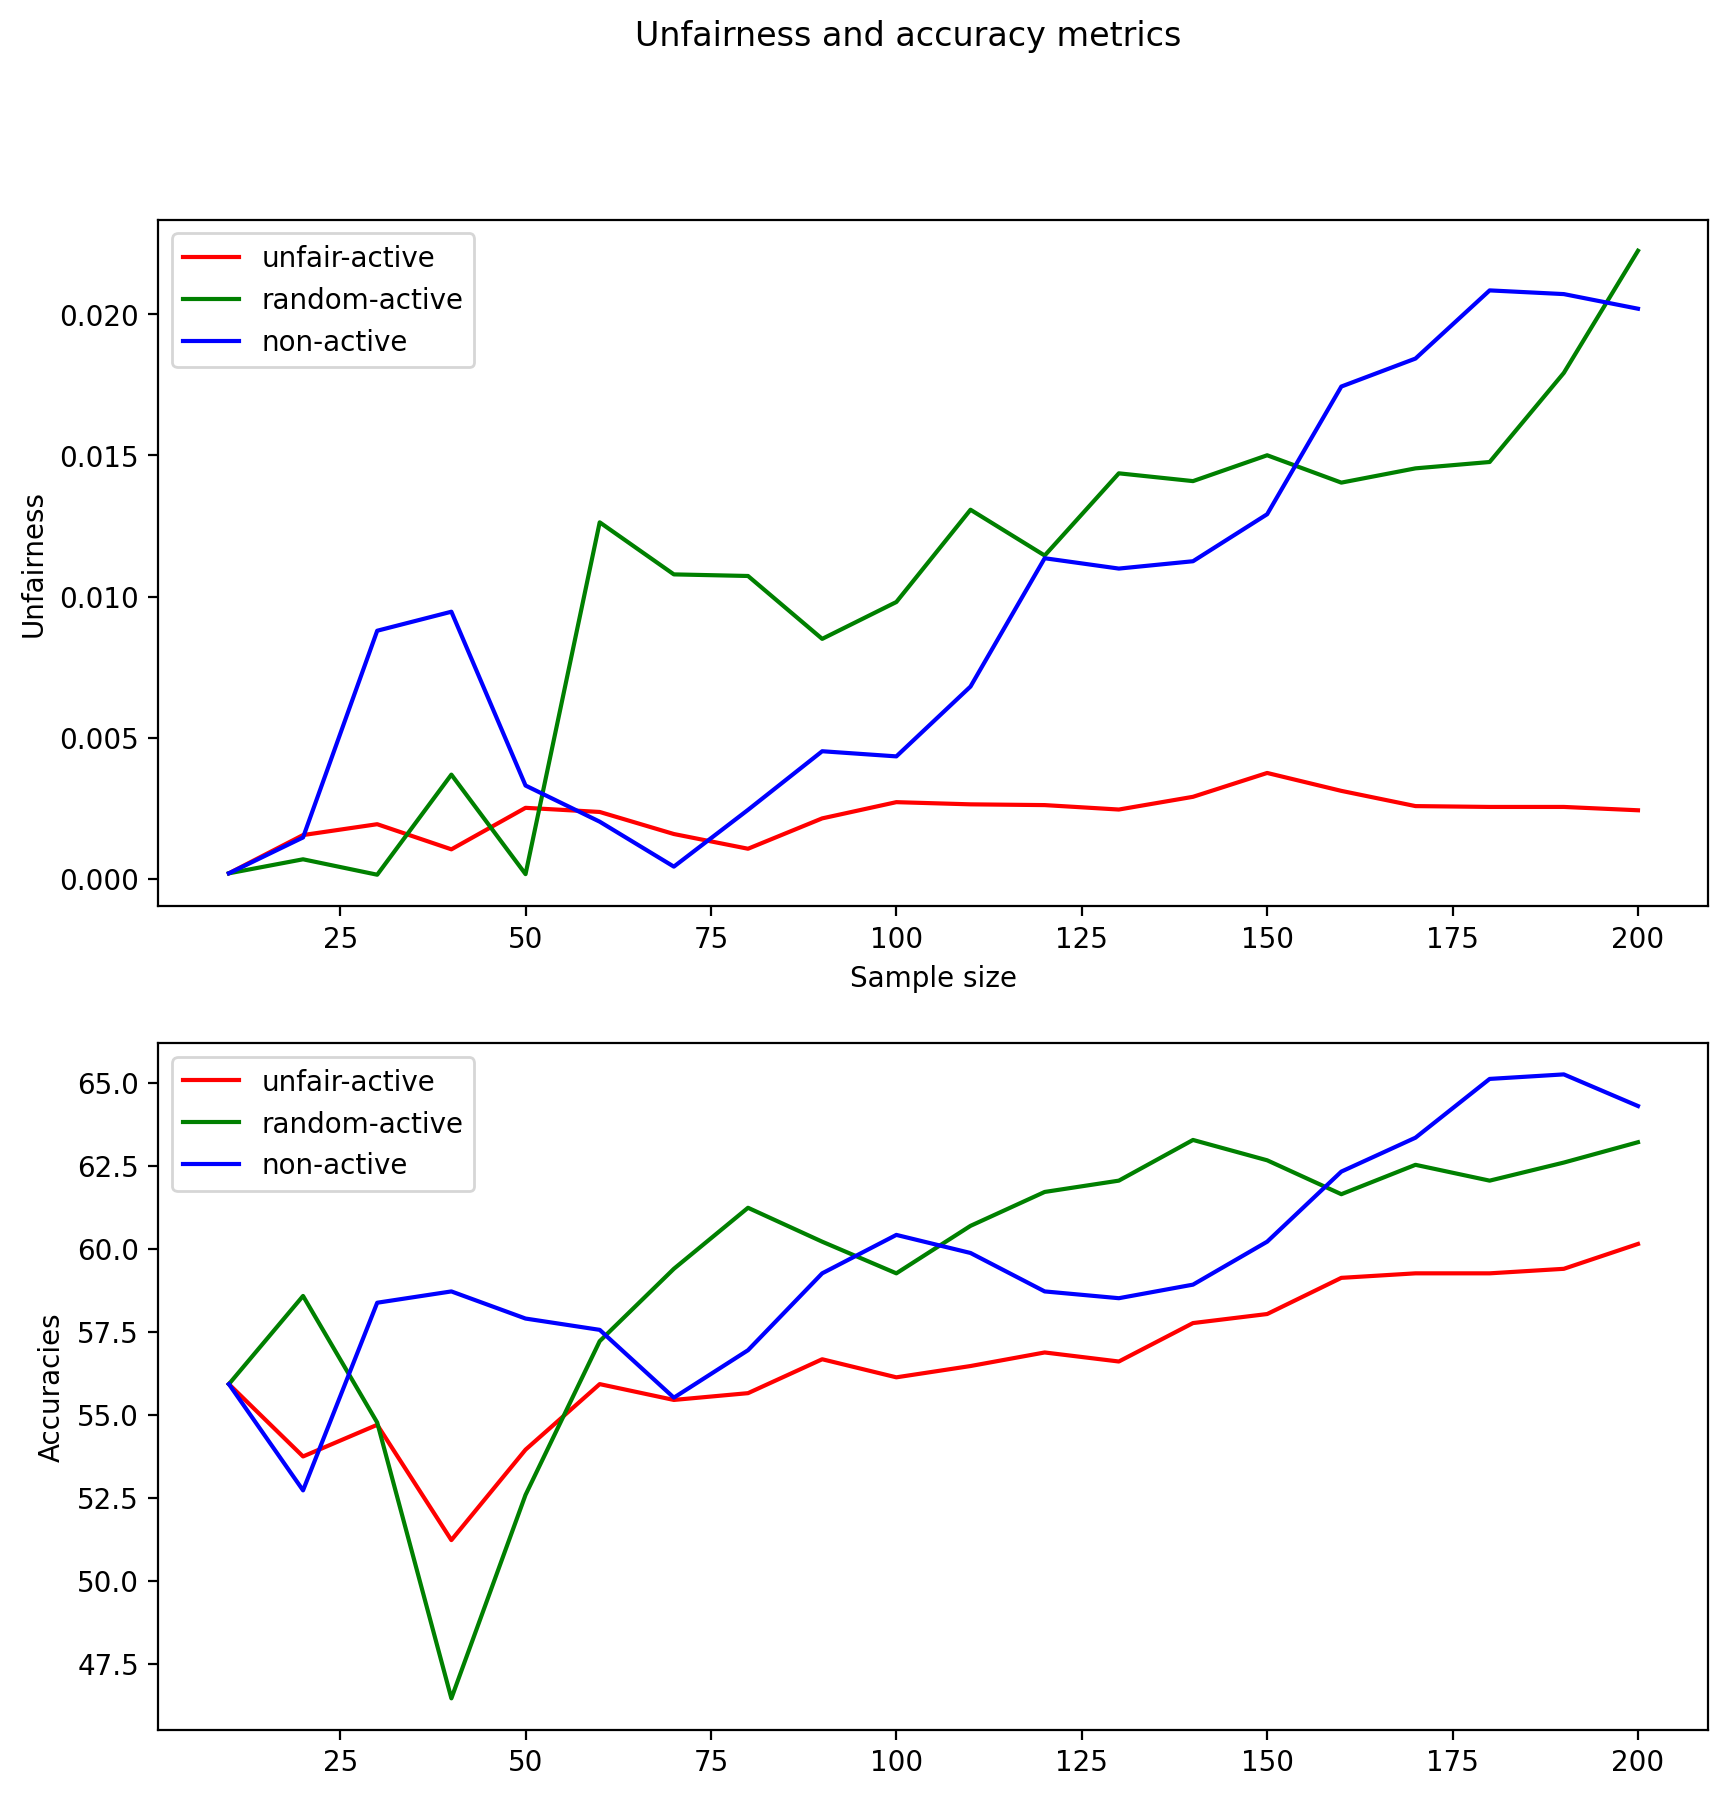 Unfairness and accuracy metrics
unfair-active
random-active
non-active
0.020
0.015
0.010
0.005
0.000
Unfairness
25 50 75 100 125 150 175 200
Sample size
unfair-active
random-active
non-active
65.0
62.5
60.0
57.5
55.0
52.5
50.0
47.5
Accuracies
25 50 75 100 125 150 175 200